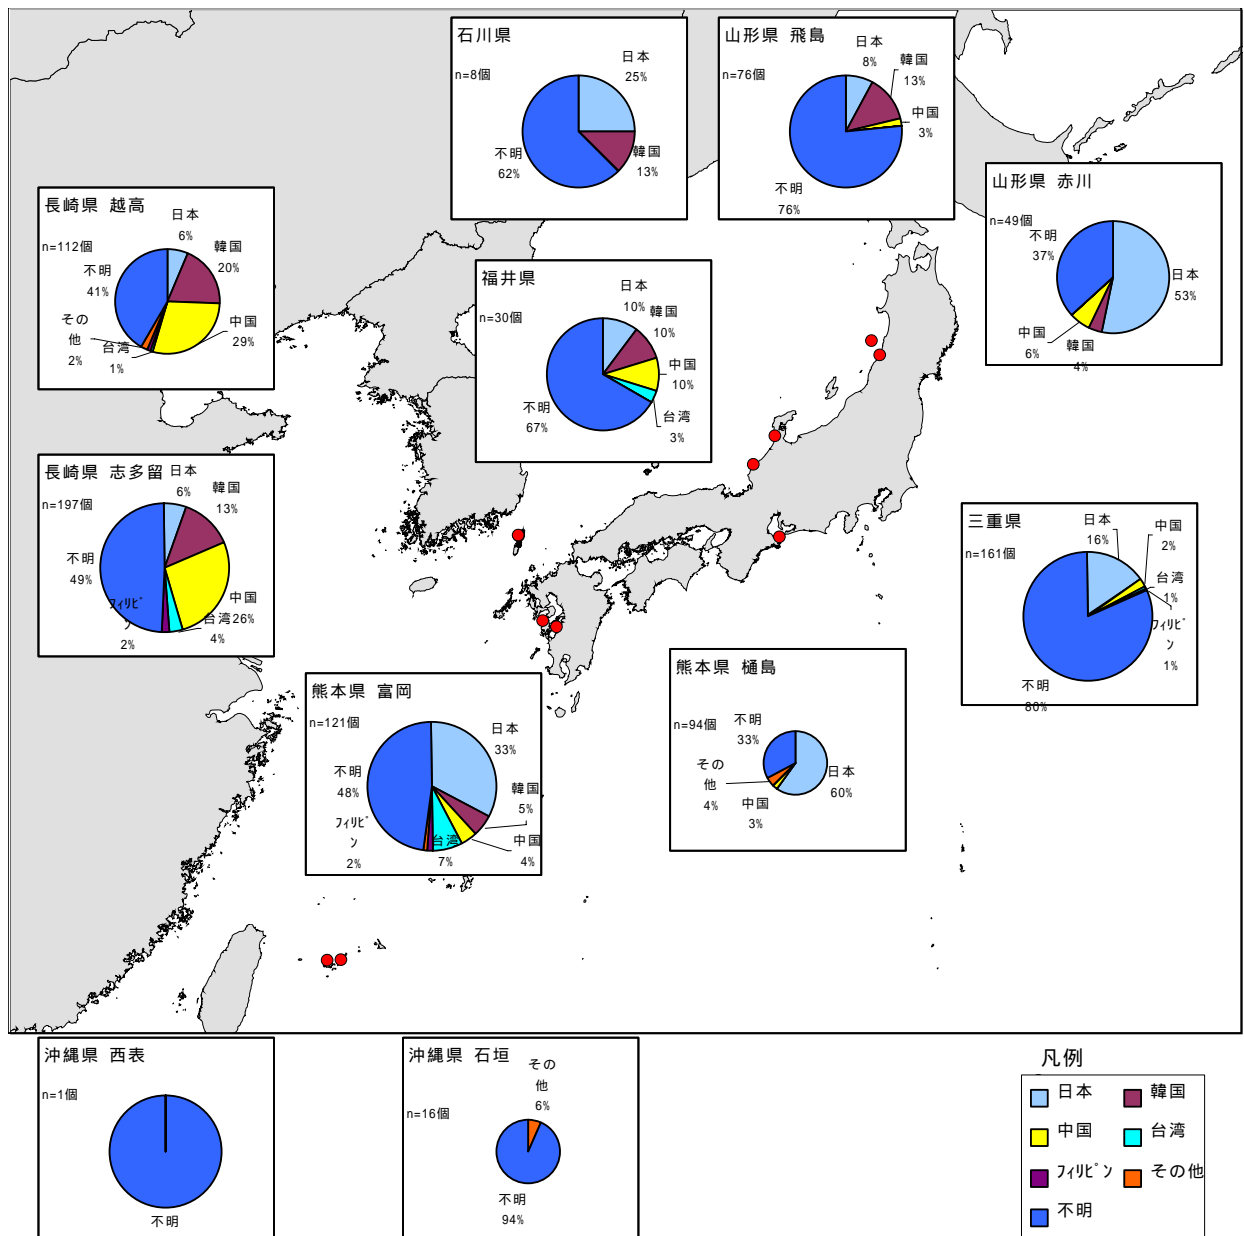 石川県
n=8個
日本
25%
韓国
13%
不明
62%
山形県 飛島
n=76個
日本
8%
韓国
13%
中国
3%
不明
76%
山形県 赤川
n=49個
不明
37%
日本
53%
中国
6%
韓国
4%
長崎県 越高
n=112個
日本
6%
韓国
20%
不明
41%
その
他
2%
台湾
1%
中国
29%
福井県
n=30個
日本
10%
韓国
10%
中国
10%
台湾
3%
不明
67%
長崎県 志多留
n=197個
日本
6%
韓国
13%
不明
49%
フィリピ
ン
2%
台湾
4%
中国
26%
三重県
n=161個
日本
16%
中国
2%
台湾
1%
フィリピ
ン
1%
不明
80%
熊本県 富岡
n=121個
日本
33%
韓国
5%
中国
4%
台湾
7%
フィリピ
ン
2%
不明
48%
熊本県 樋島
n=94個
不明
33%
その
他
4%
中国
3%
日本
60%
沖縄県 西表
n=1個
不明
沖縄県 石垣
n=16個
その
他
6%
不明
94%
凡例
日本
韓国
中国
台湾
フィリピン
その他
不明